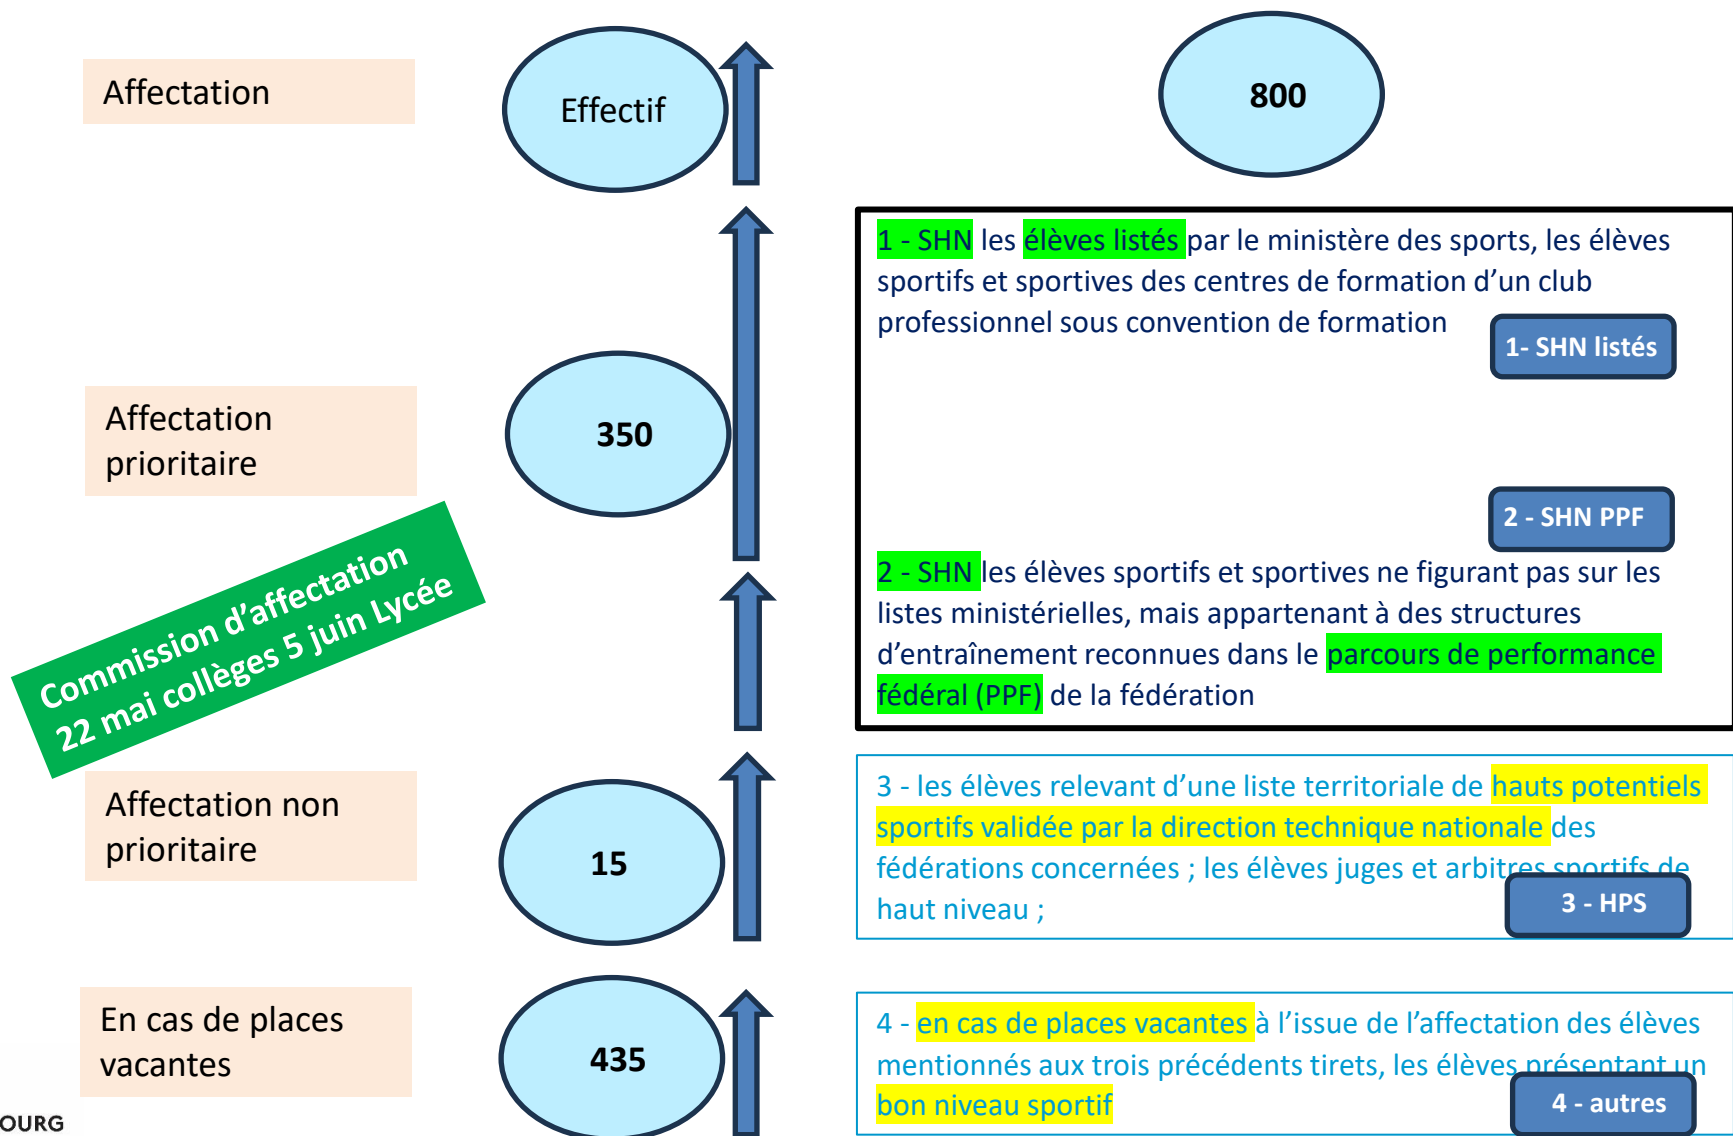 Affectation
Effectif
800
1 - SHN les élèves listés par le ministère des sports, les élèves
sportifs et sportives des centres de formation d’un club
professionnel sous convention de formation
1- SHN listés
Affectation
prioritaire
350
2 - SHN PPF
2 - SHN les élèves sportifs et sportives ne figurant pas sur les
listes ministérielles, mais appartenant à des structures
d’entraînement reconnues dans le parcours de performance
fédéral (PPF) de la fédération
Commission d’affectation
22 mai collèges 5 juin Lycée
Affectation non
prioritaire
15
3 - les élèves relevant d’une liste territoriale de hauts potentiels
sportifs validée par la direction technique nationale des
fédérations concernées ; les élèves juges et arbitres sportifs de
haut niveau ;
3 - HPS
En cas de places
vacantes
435
4 - en cas de places vacantes à l’issue de l’affectation des élèves
mentionnés aux trois précédents tirets, les élèves présentant un
bon niveau sportif
4 - autres
OURG